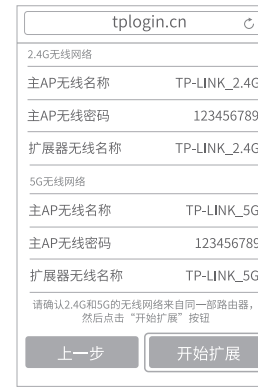 tplogin.cn
2.4G无线网络
主AP无线名称 TP-LINK_2.4G
主AP无线密码 123456789
扩展器无线名称 TP-LINK_2.4G
5G无线网络
主AP无线名称 TP-LINK_5G
主AP无线密码 123456789
扩展器无线名称 TP-LINK_5G
请确认2.4G和5G的无线网络来自同一部路由器，
然后点击“开始扩展”按钮
上一步 开始扩展